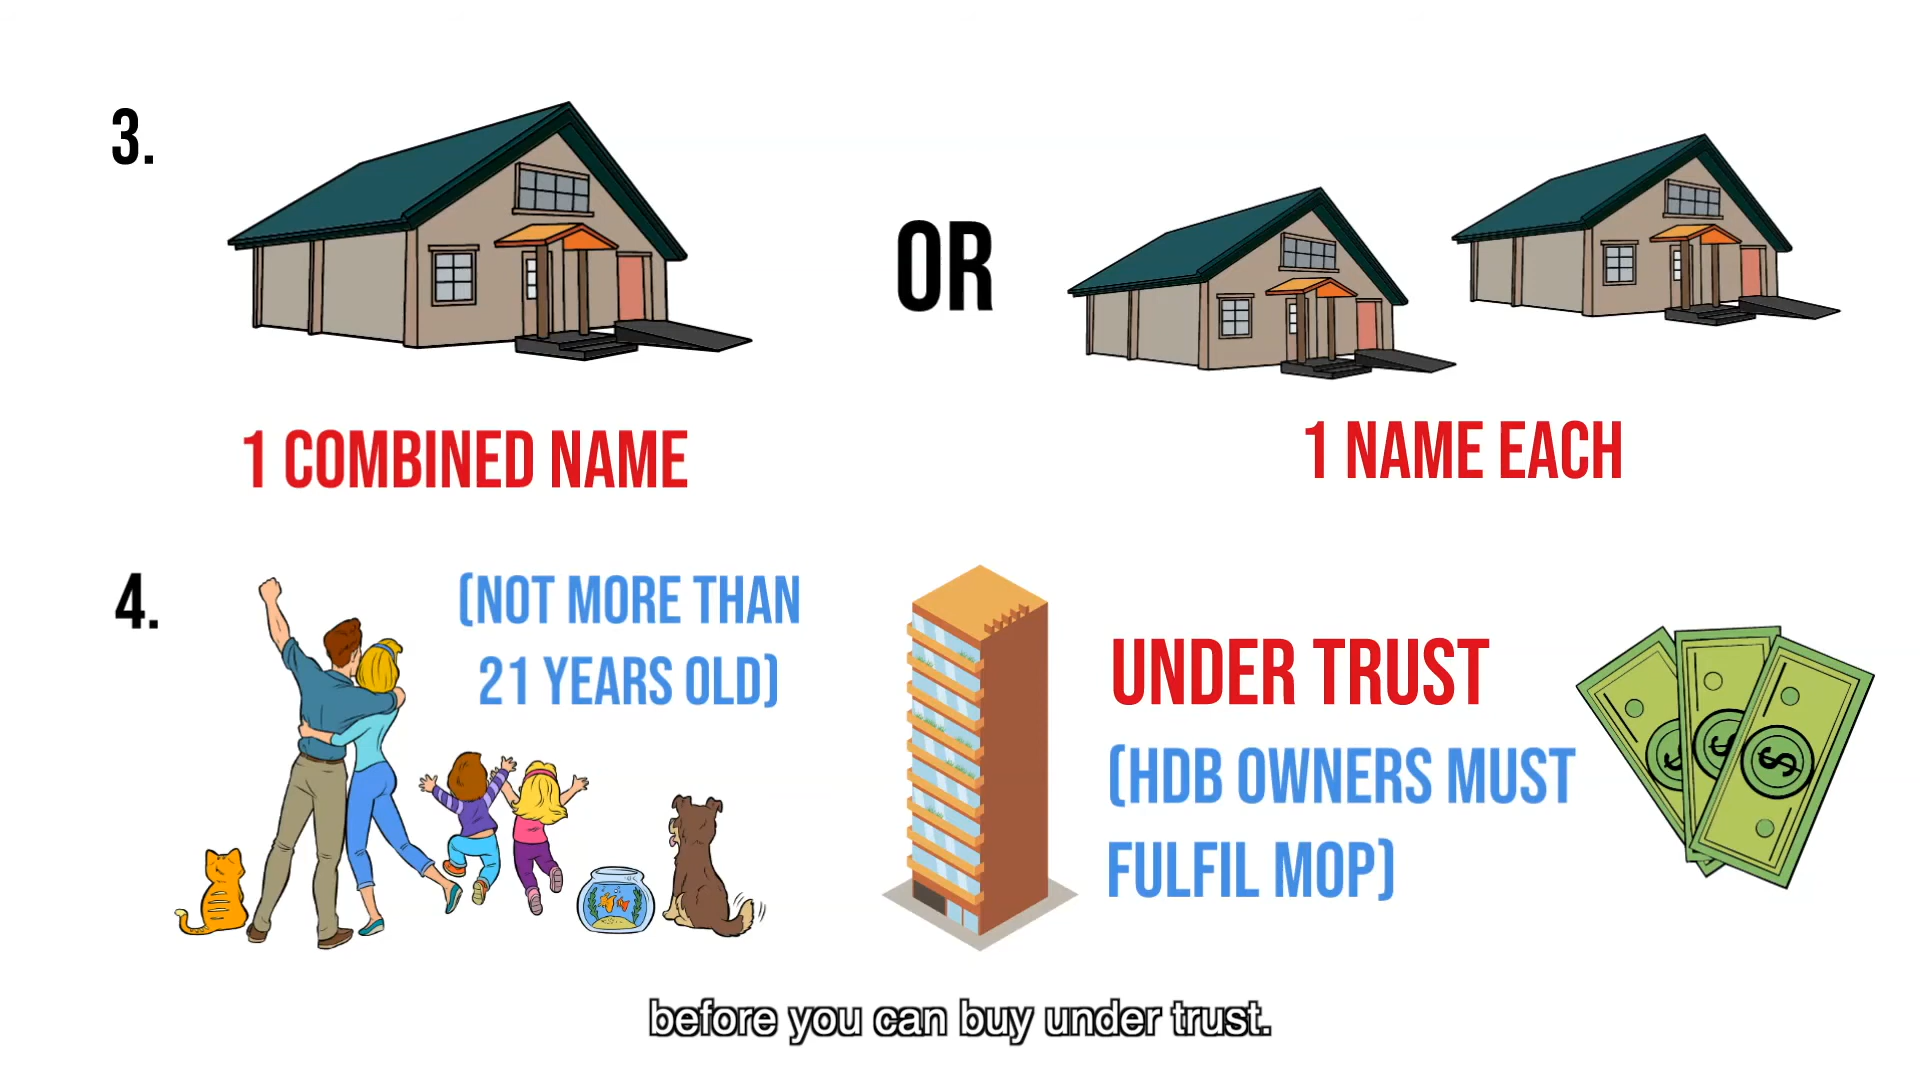 3.
OR
1 COMBINED NAME
1 NAME EACH
4.
(NOT MORE THAN
21 YEARS OLD)
UNDER TRUST
(HDB OWNERS MUST
FULFIL MOP)
$ $ $
before you can buy under trust.